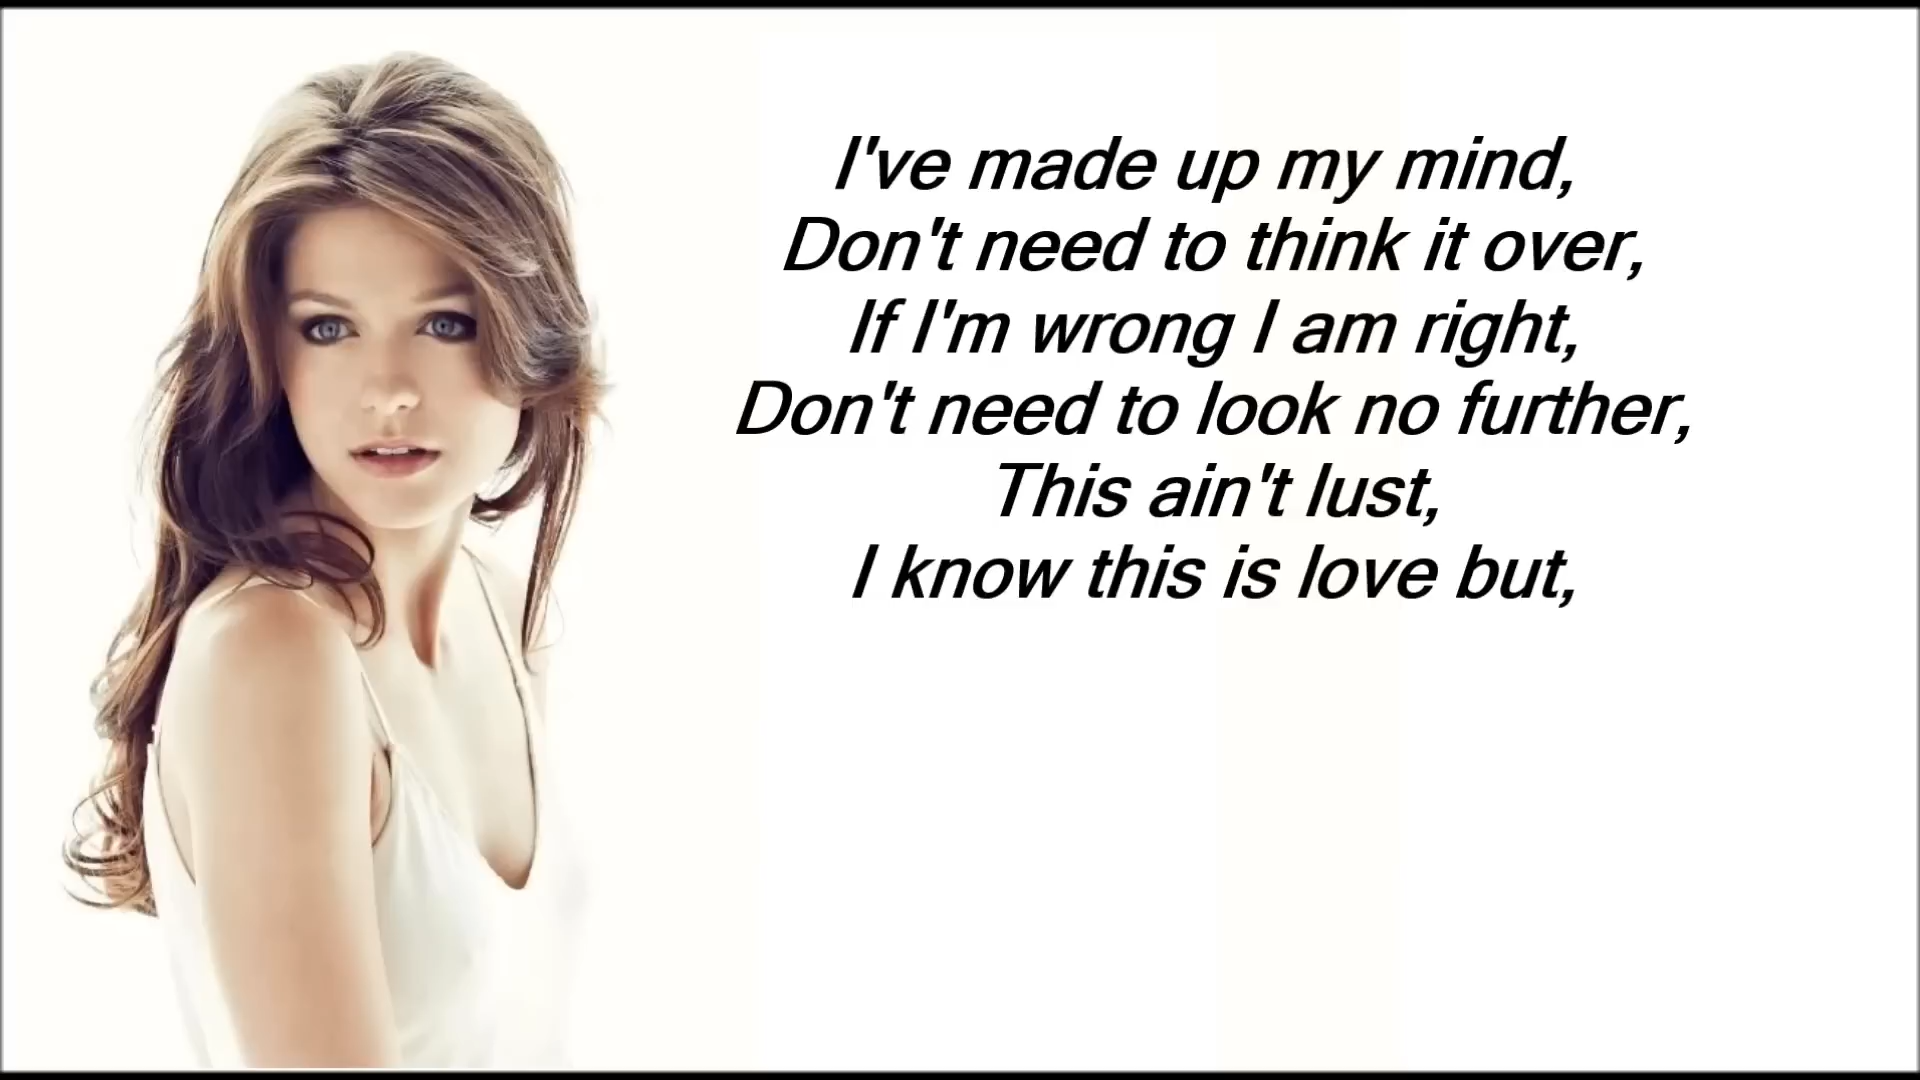 I've made up my mind,
Don't need to think it over,
If I'm wrong I am right,
Don't need to look no further,
This ain't lust,
I know this is love but,